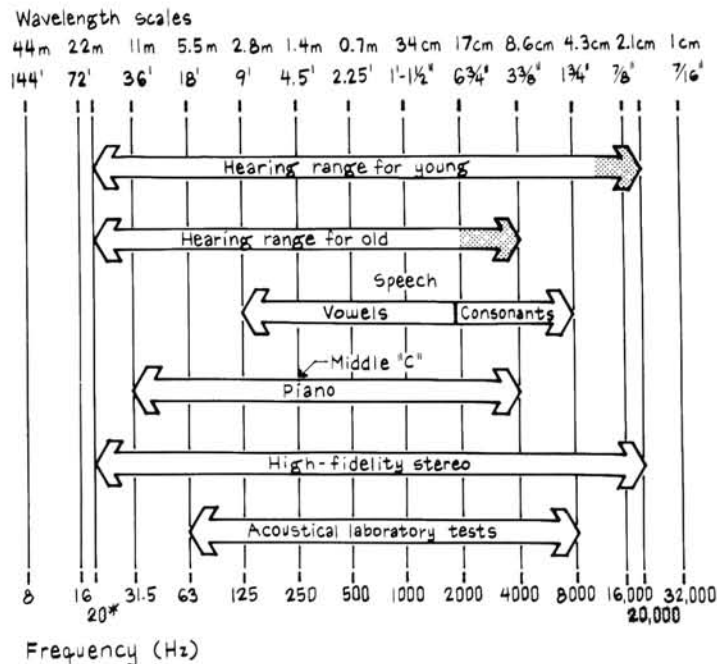 Wavelength scales
44m 22m 11m 5.5m 2.8m 1.4m 0.7m 34cm 17cm 8.6cm 4.3cm 2.1cm 1cm
144' 72' 36' 18' 9' 4.5' 2.25' 1'-1½" 6¾" 3⅜" 1¾" ⅞" 7/16"
Hearing range for young
Hearing range for old
Speech
Vowels Consonants
Middle "C"
Piano
High-fidelity stereo
Acoustical laboratory tests
8 16 31.5 63 125 250 500 1000 2000 4000 8000 16,000 32,000
20* 20,000
Frequency (Hz)